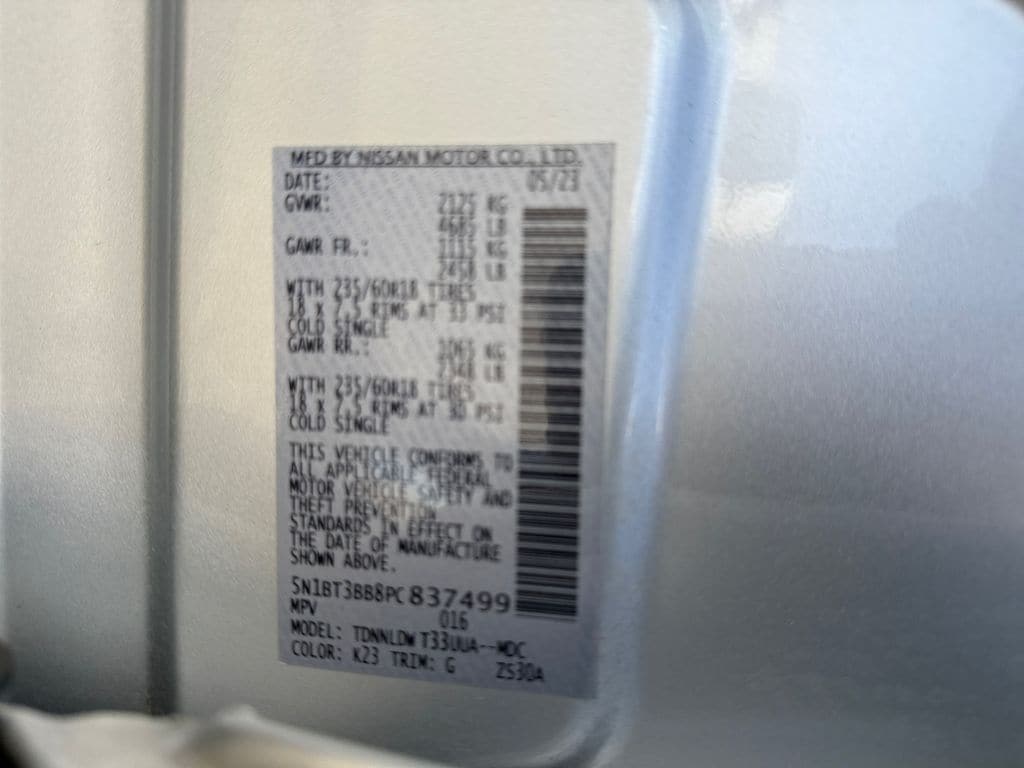 MFD BY NISSAN MOTOR CO., LTD.
DATE: 05/23
GVWR: 2125 KG
4685 LB
GAWR FR.: 1115 KG
2458 LB
WITH 235/60R18 TIRES
18 X 7.5 RIMS AT 33 PSI
COLD SINGLE
GAWR RR.: 1065 KG
2348 LB
WITH 235/60R18 TIRES
18 X 7.5 RIMS AT 30 PSI
COLD SINGLE
THIS VEHICLE CONFORMS TO
ALL APPLICABLE FEDERAL
MOTOR VEHICLE SAFETY AND
THEFT PREVENTION
STANDARDS IN EFFECT ON
THE DATE OF MANUFACTURE
SHOWN ABOVE.
5N1BT3BB8PC837499
MPV 016
MODEL: TDNNLDW T33UUA--WDC
COLOR: K23 TRIM: G ZS30A